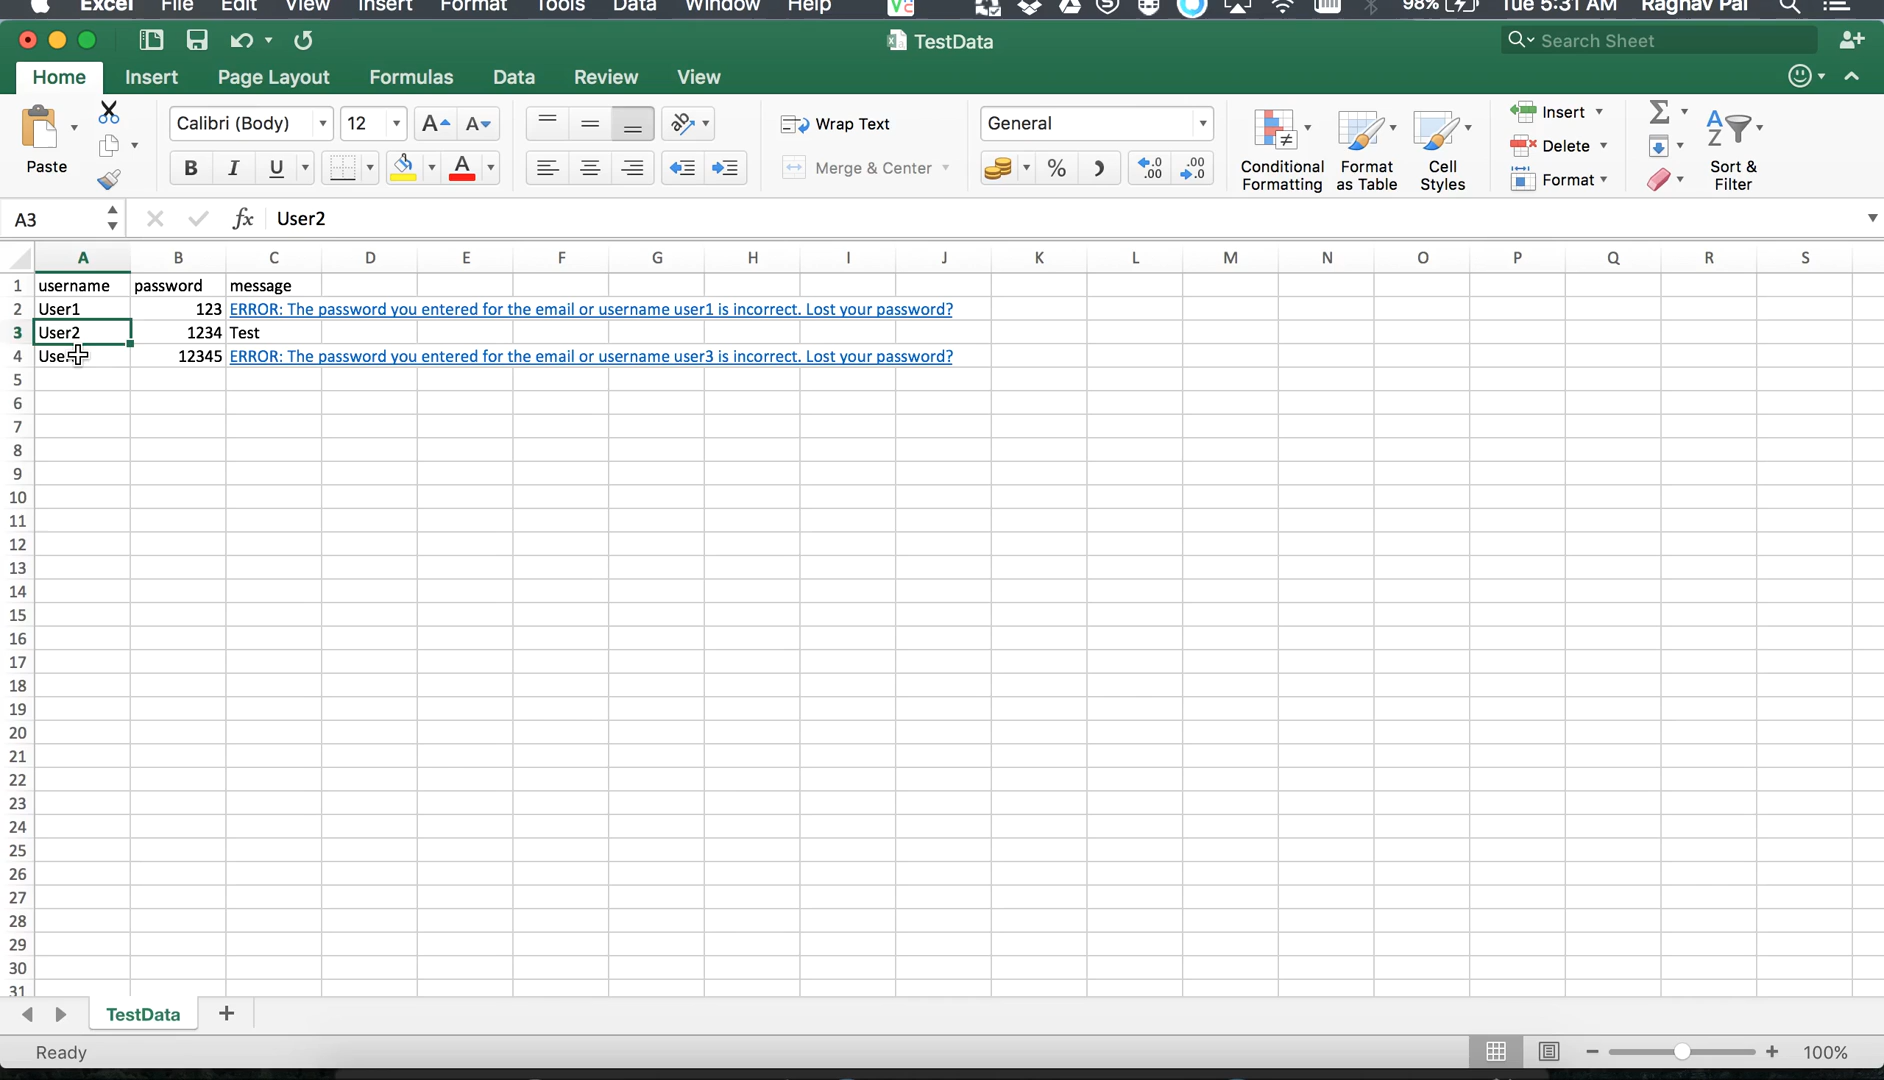 Excel File Edit View Insert Format Tools Data Window Help 98% Tue 5:31 AM Raghav Pal
TestData
Search Sheet
Home Insert Page Layout Formulas Data Review View
Paste
Calibri (Body) 12
B I U A
Wrap Text
Merge & Center
General
%
Conditional Formatting
Format as Table
Cell Styles
Insert
Delete
Format
Sort & Filter
A3 fx User2
A B C D E F G H I J K L M N O P Q R S
1 username password message
2 User1 123 ERROR: The password you entered for the email or username user1 is incorrect. Lost your password?
3 User2 1234 Test
4 12345 ERROR: The password you entered for the email or username user3 is incorrect. Lost your password?
5
6
7
8
9
10
11
12
13
14
15
16
17
18
19
20
21
22
23
24
25
26
27
28
29
30
31
TestData
Ready 100%